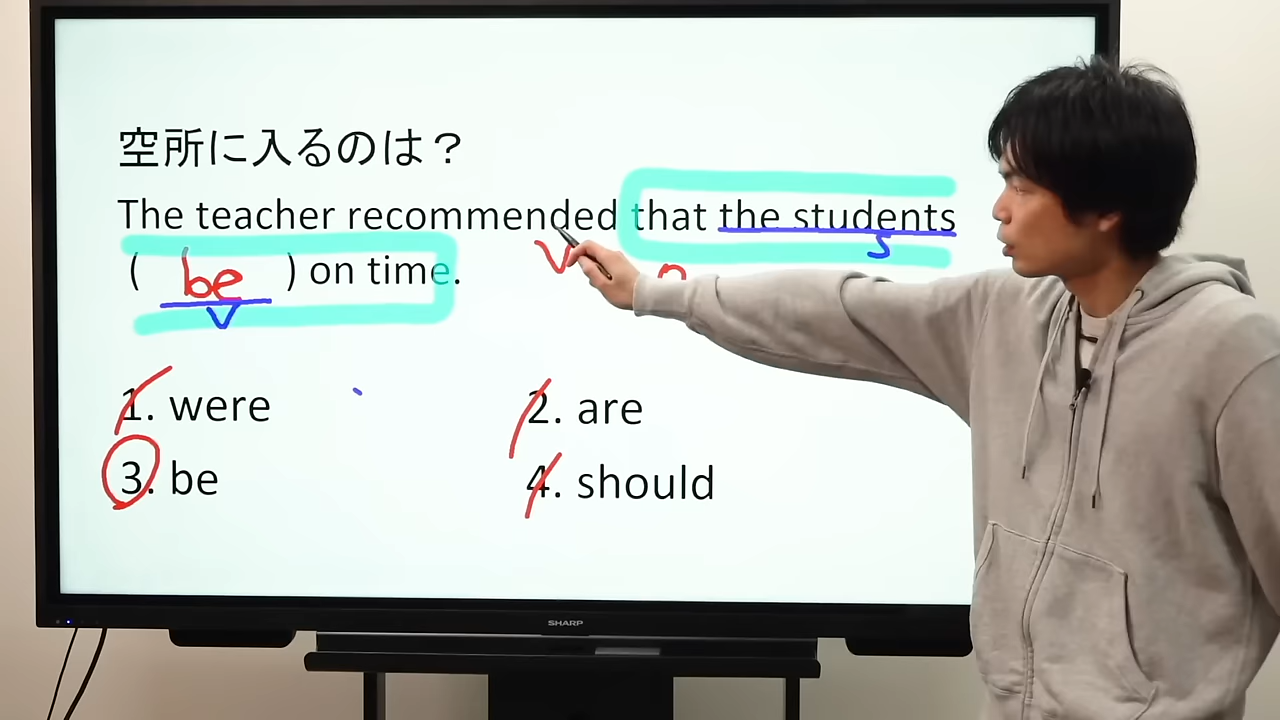 空所に入るのは？
The teacher recommended that the students
( be ) on time.
V
S
V
1. were
2. are
3. be
4. should
SHARP